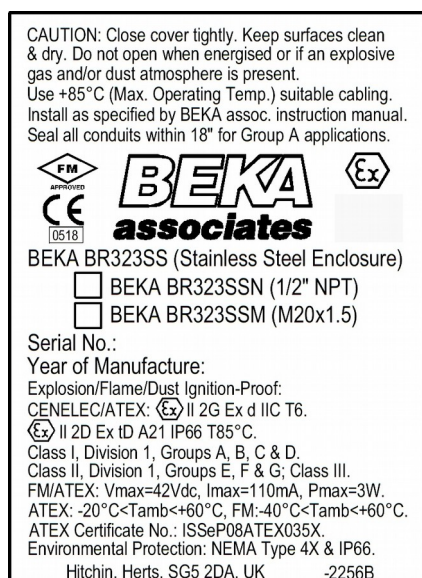 CAUTION: Close cover tightly. Keep surfaces clean
& dry. Do not open when energised or if an explosive
gas and/or dust atmosphere is present.
Use +85°C (Max. Operating Temp.) suitable cabling.
Install as specified by BEKA assoc. instruction manual.
Seal all conduits within 18" for Group A applications.
FM
APPROVED
CE
0518
BEKA
associates
Ex
BEKA BR323SS (Stainless Steel Enclosure)
BEKA BR323SSN (1/2" NPT)
BEKA BR323SSM (M20x1.5)
Serial No.:
Year of Manufacture:
Explosion/Flame/Dust Ignition-Proof:
CENELEC/ATEX: Ex II 2G Ex d IIC T6.
Ex II 2D Ex tD A21 IP66 T85°C.
Class I, Division 1, Groups A, B, C & D.
Class II, Division 1, Groups E, F & G; Class III.
FM/ATEX: Vmax=42Vdc, Imax=110mA, Pmax=3W.
ATEX: -20°C<Tamb<+60°C, FM:-40°C<Tamb<+60°C.
ATEX Certificate No.: ISSeP08ATEX035X.
Environmental Protection: NEMA Type 4X & IP66.
Hitchin, Herts, SG5 2DA, UK -2256B